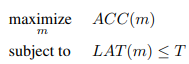 maximize ACC(m)
m
subject to LAT(m) ≤ T